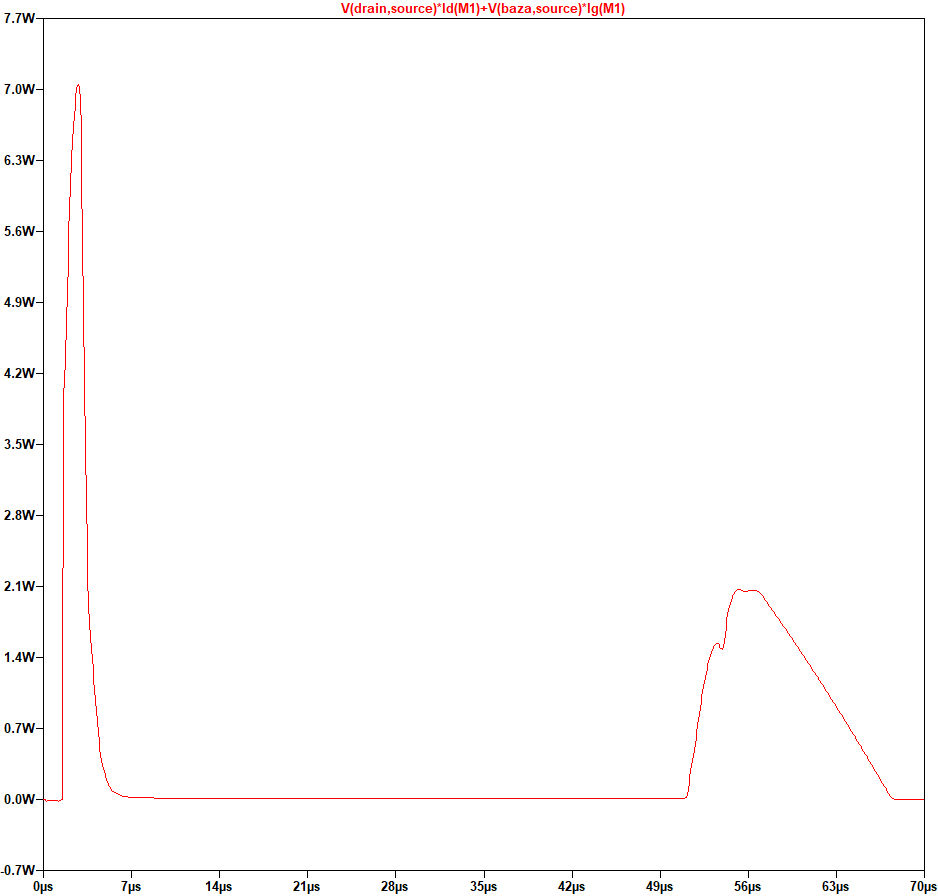 V(drain,source)*Id(M1)+V(baza,source)*Ig(M1)
7.7W
7.0W
6.3W
5.6W
4.9W
4.2W
3.5W
2.8W
2.1W
1.4W
0.7W
0.0W
-0.7W
0µs 7µs 14µs 21µs 28µs 35µs 42µs 49µs 56µs 63µs 70µs